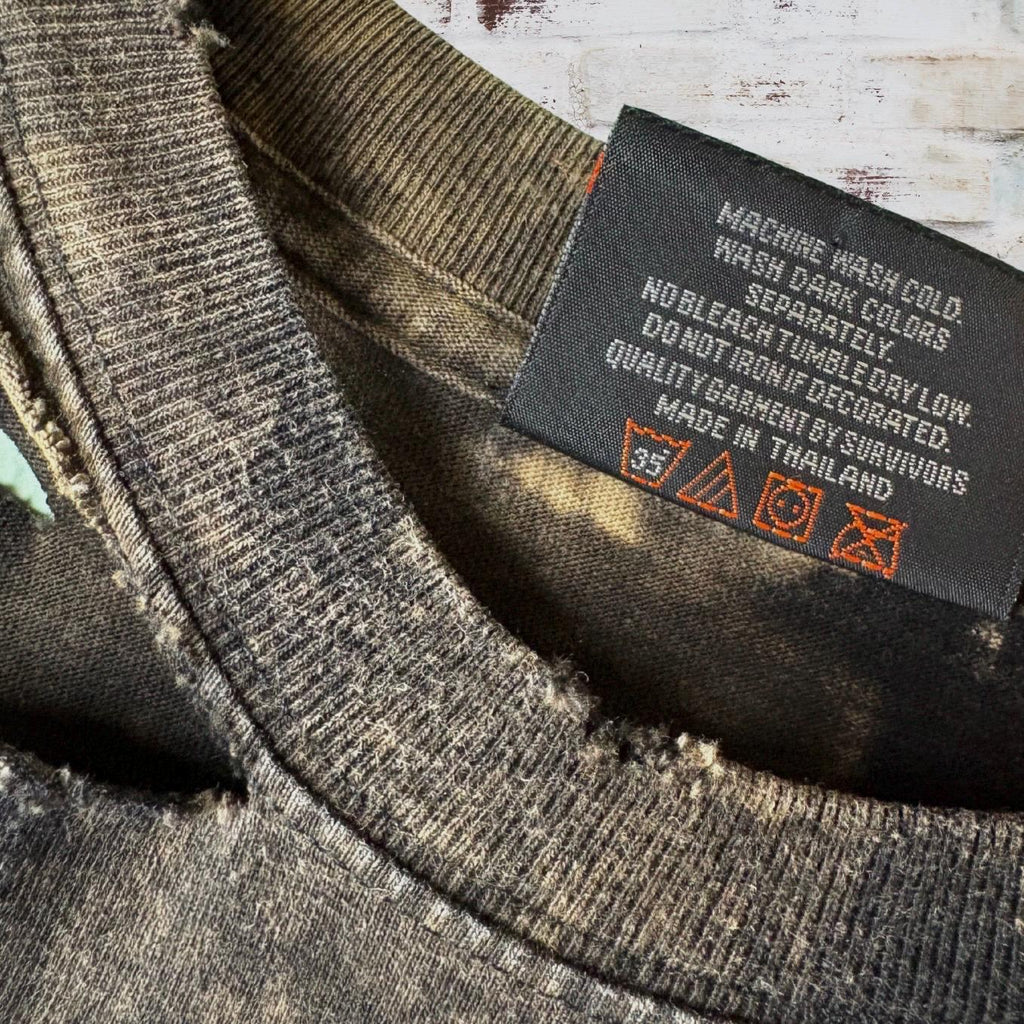 MACHINE WASH COLD.
WASH DARK COLORS
SEPARATELY.
NO BLEACH TUMBLE DRY LOW.
DO NOT IRON IF DECORATED.
QUALITY GARMENT BY SURVIVORS
MADE IN THAILAND